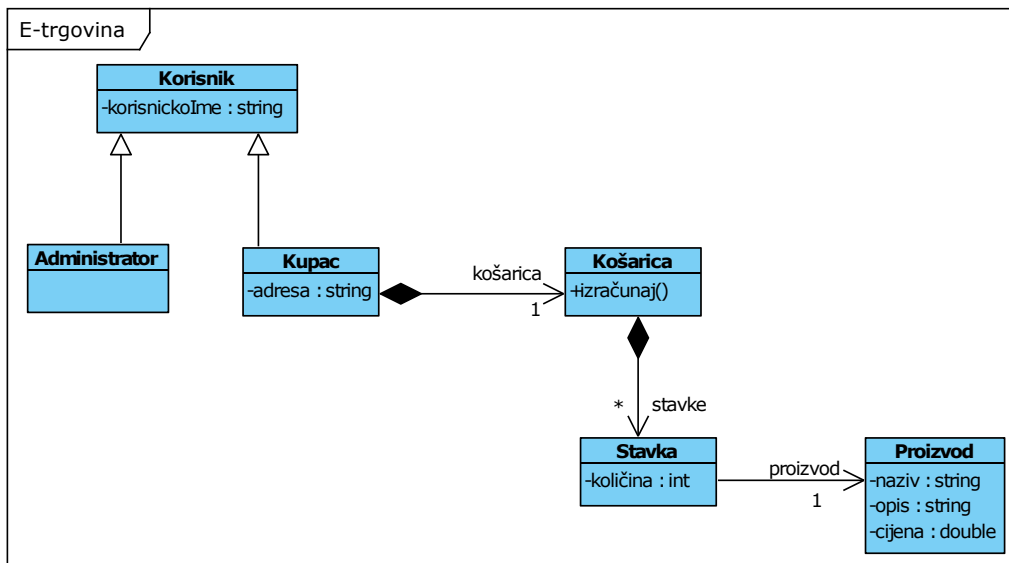 E-trgovina
Korisnik
-korisnickoIme : string
Administrator
Kupac
-adresa : string
košarica
1
Košarica
+izračunaj()
* stavke
Stavka
-količina : int
proizvod
1
Proizvod
-naziv : string
-opis : string
-cijena : double